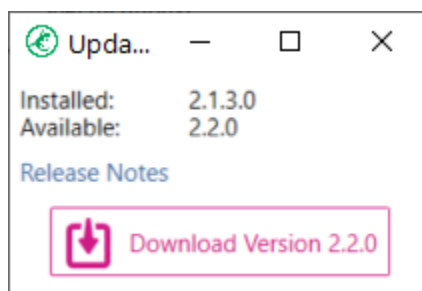 Upda...
Installed: 2.1.3.0
Available: 2.2.0
Release Notes
Download Version 2.2.0